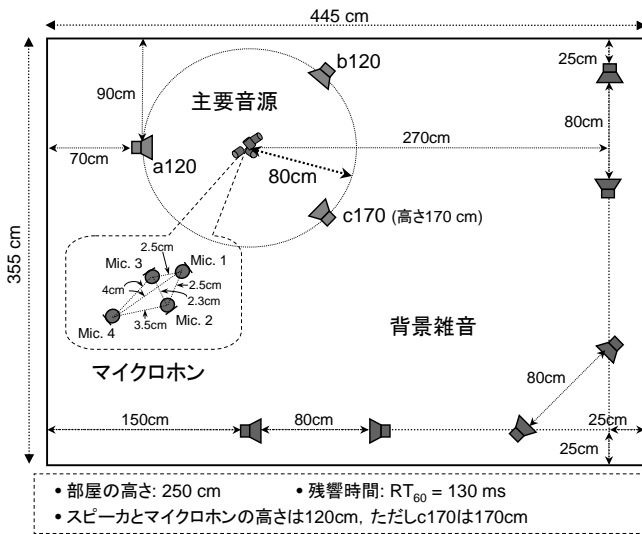 445 cm
b120
25cm
90cm
主要音源
80cm
270cm
70cm
a120
80cm
c170 (高さ170 cm)
355 cm
2.5cm
Mic. 3
Mic. 1
4cm
2.5cm
2.3cm
Mic. 2
Mic. 4
3.5cm
背景雑音
マイクロホン
80cm
150cm
80cm
25cm
25cm
• 部屋の高さ: 250 cm
• 残響時間: RT60 = 130 ms
• スピーカとマイクロホンの高さは120cm, ただしc170は170cm